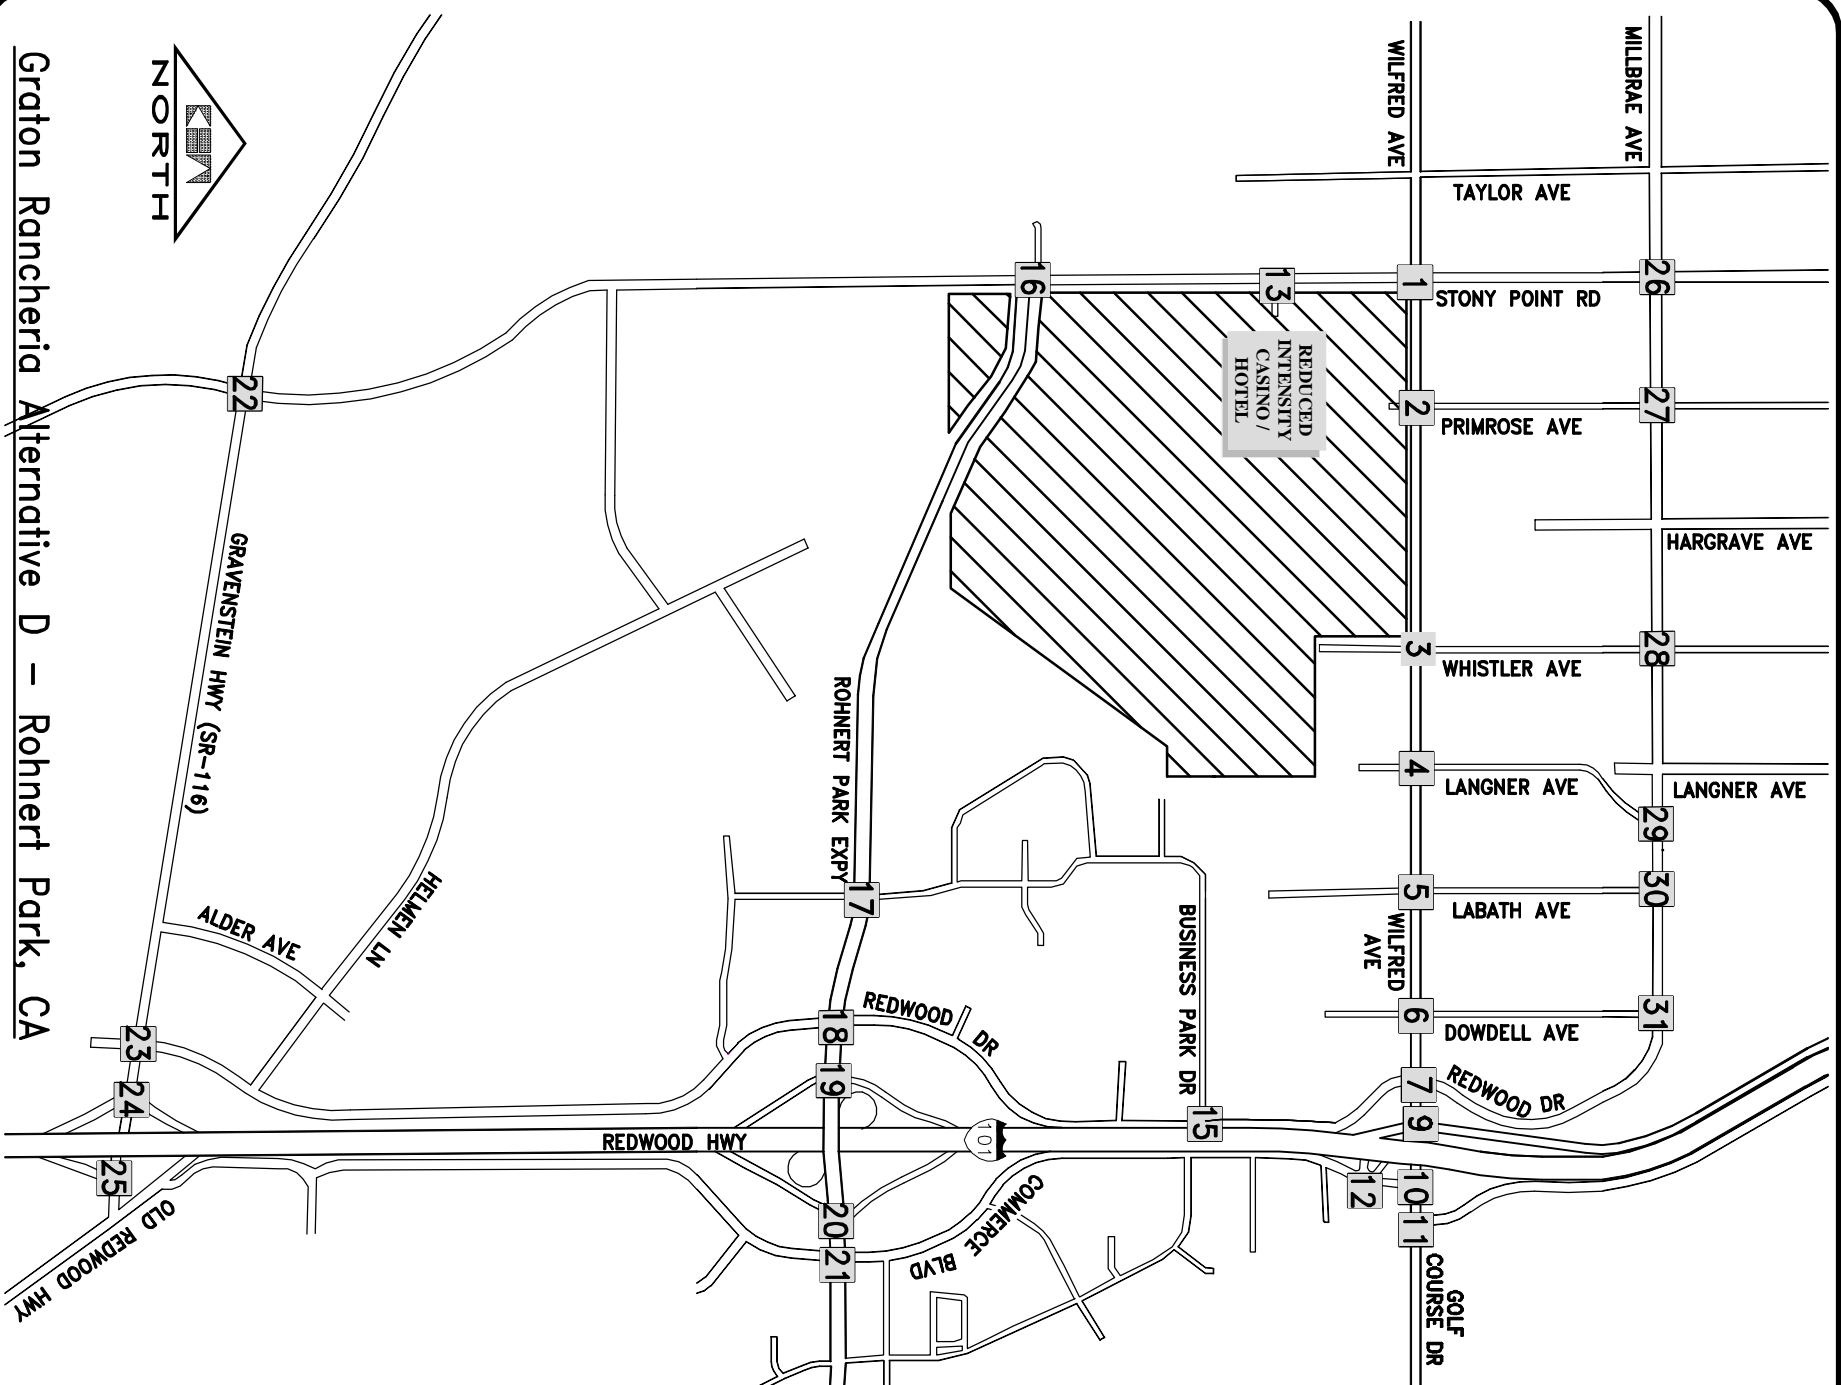 MILLBRAE AVE
WILFRED AVE
TAYLOR AVE
26
1
13
16
STONY POINT RD
REDUCED
INTENSITY
CASINO /
HOTEL
27
2
PRIMROSE AVE
22
HARGRAVE AVE
28
3
WHISTLER AVE
GRAVENSTEIN HWY (SR-116)
ROHNERT PARK EXPY
4
LANGNER AVE
LANGNER AVE
29
30
5
LABATH AVE
17
WILFRED
AVE
BUSINESS PARK DR
HELMEN LN
ALDER AVE
31
6
DOWDELL AVE
REDWOOD DR
18
23
REDWOOD DR
7
19
24
9
15
101
REDWOOD HWY
25
10
12
11
20
21
COMMERCE BLVD
OLD REDWOOD HWY
GOLF
COURSE DR
NORTH
Graton Rancheria Alternative D - Rohnert Park, CA